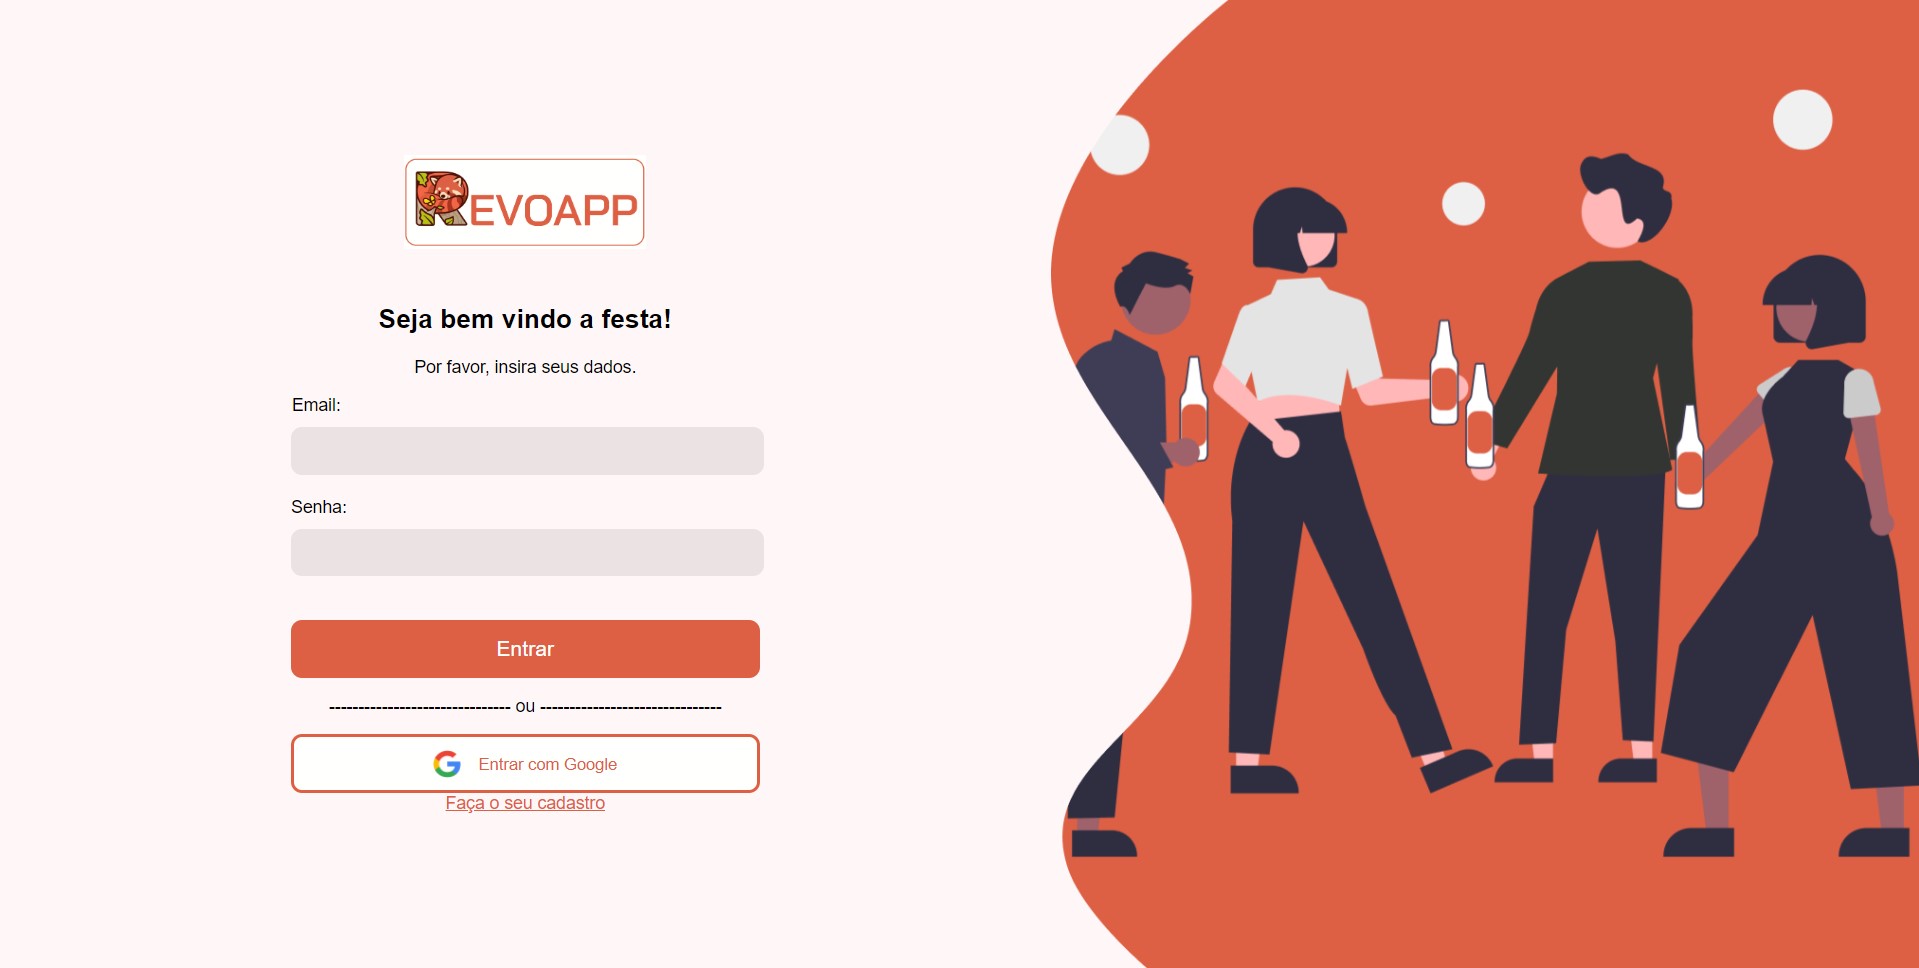 REVOAPP
Seja bem vindo a festa!
Por favor, insira seus dados.
Email:
Senha:
Entrar
------------------------------- ou -------------------------------
Entrar com Google
Faça o seu cadastro